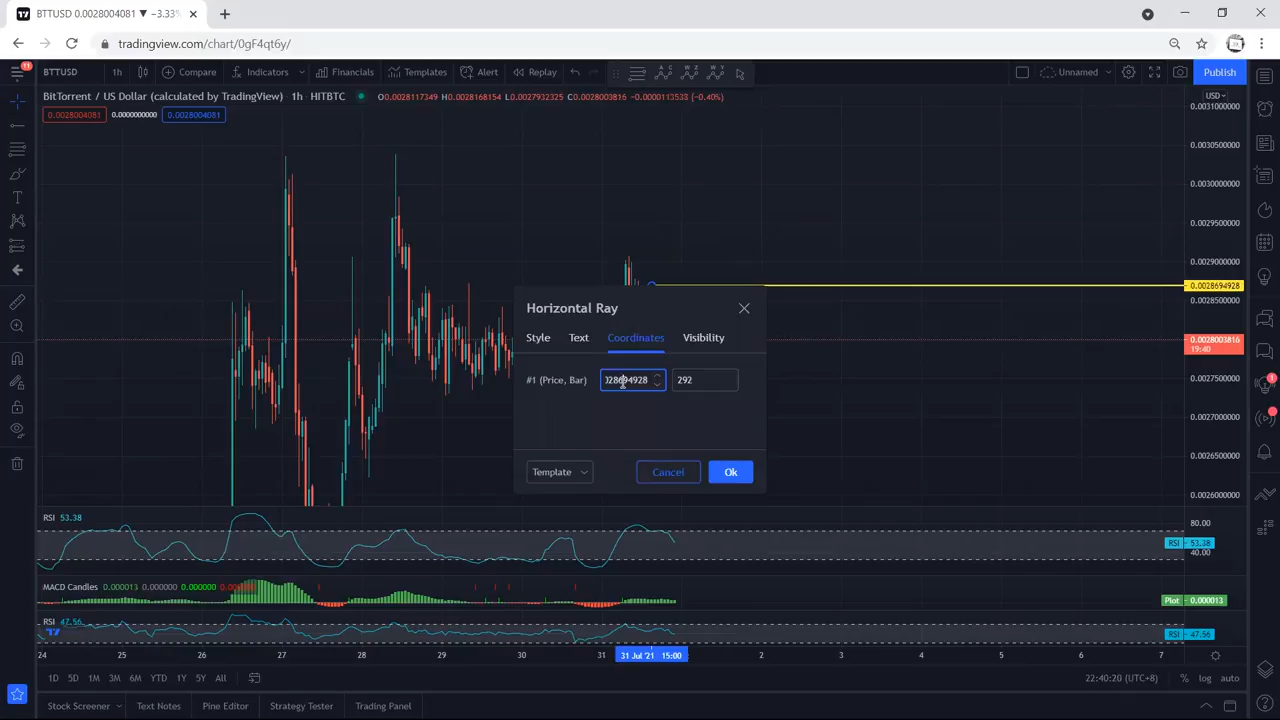 BTTUSD 0.0028004081 ▼ −3.33%
tradingview.com/chart/0gF4qt6y/
11
BTTUSD 1h Compare Indicators Financials Templates Alert Replay Unnamed Publish
BitTorrent / US Dollar (calculated by TradingView) · 1h · HITBTC O0.0028117349 H0.0028168154 L0.0027932325 C0.0028003816 −0.0000113533 (−0.40%)
USD
0.0028004081 0.0000000000 0.0028004081
0.0031000000
0.0030500000
0.0030000000
0.0029500000
0.0029000000
0.0028694928
0.0028500000
0.0028003816
19:40
0.0027500000
0.0027000000
0.0026500000
0.0026000000
Horizontal Ray
Style Text Coordinates Visibility
#1 (Price, Bar) 028694928 292
Template Cancel Ok
RSI 53.38
80.00
RSI 53.38
40.00
MACD Candles 0.000013 0.000000 0.000000
Plot 0.000013
RSI 47.56
RSI 47.56
24 25 26 27 28 29 30 31 31 Jul '21 15:00 2 3 4 5 6 7
1D 5D 1M 3M 6M YTD 1Y 5Y All 22:40:20 (UTC+8) % log auto
Stock Screener Text Notes Pine Editor Strategy Tester Trading Panel
1